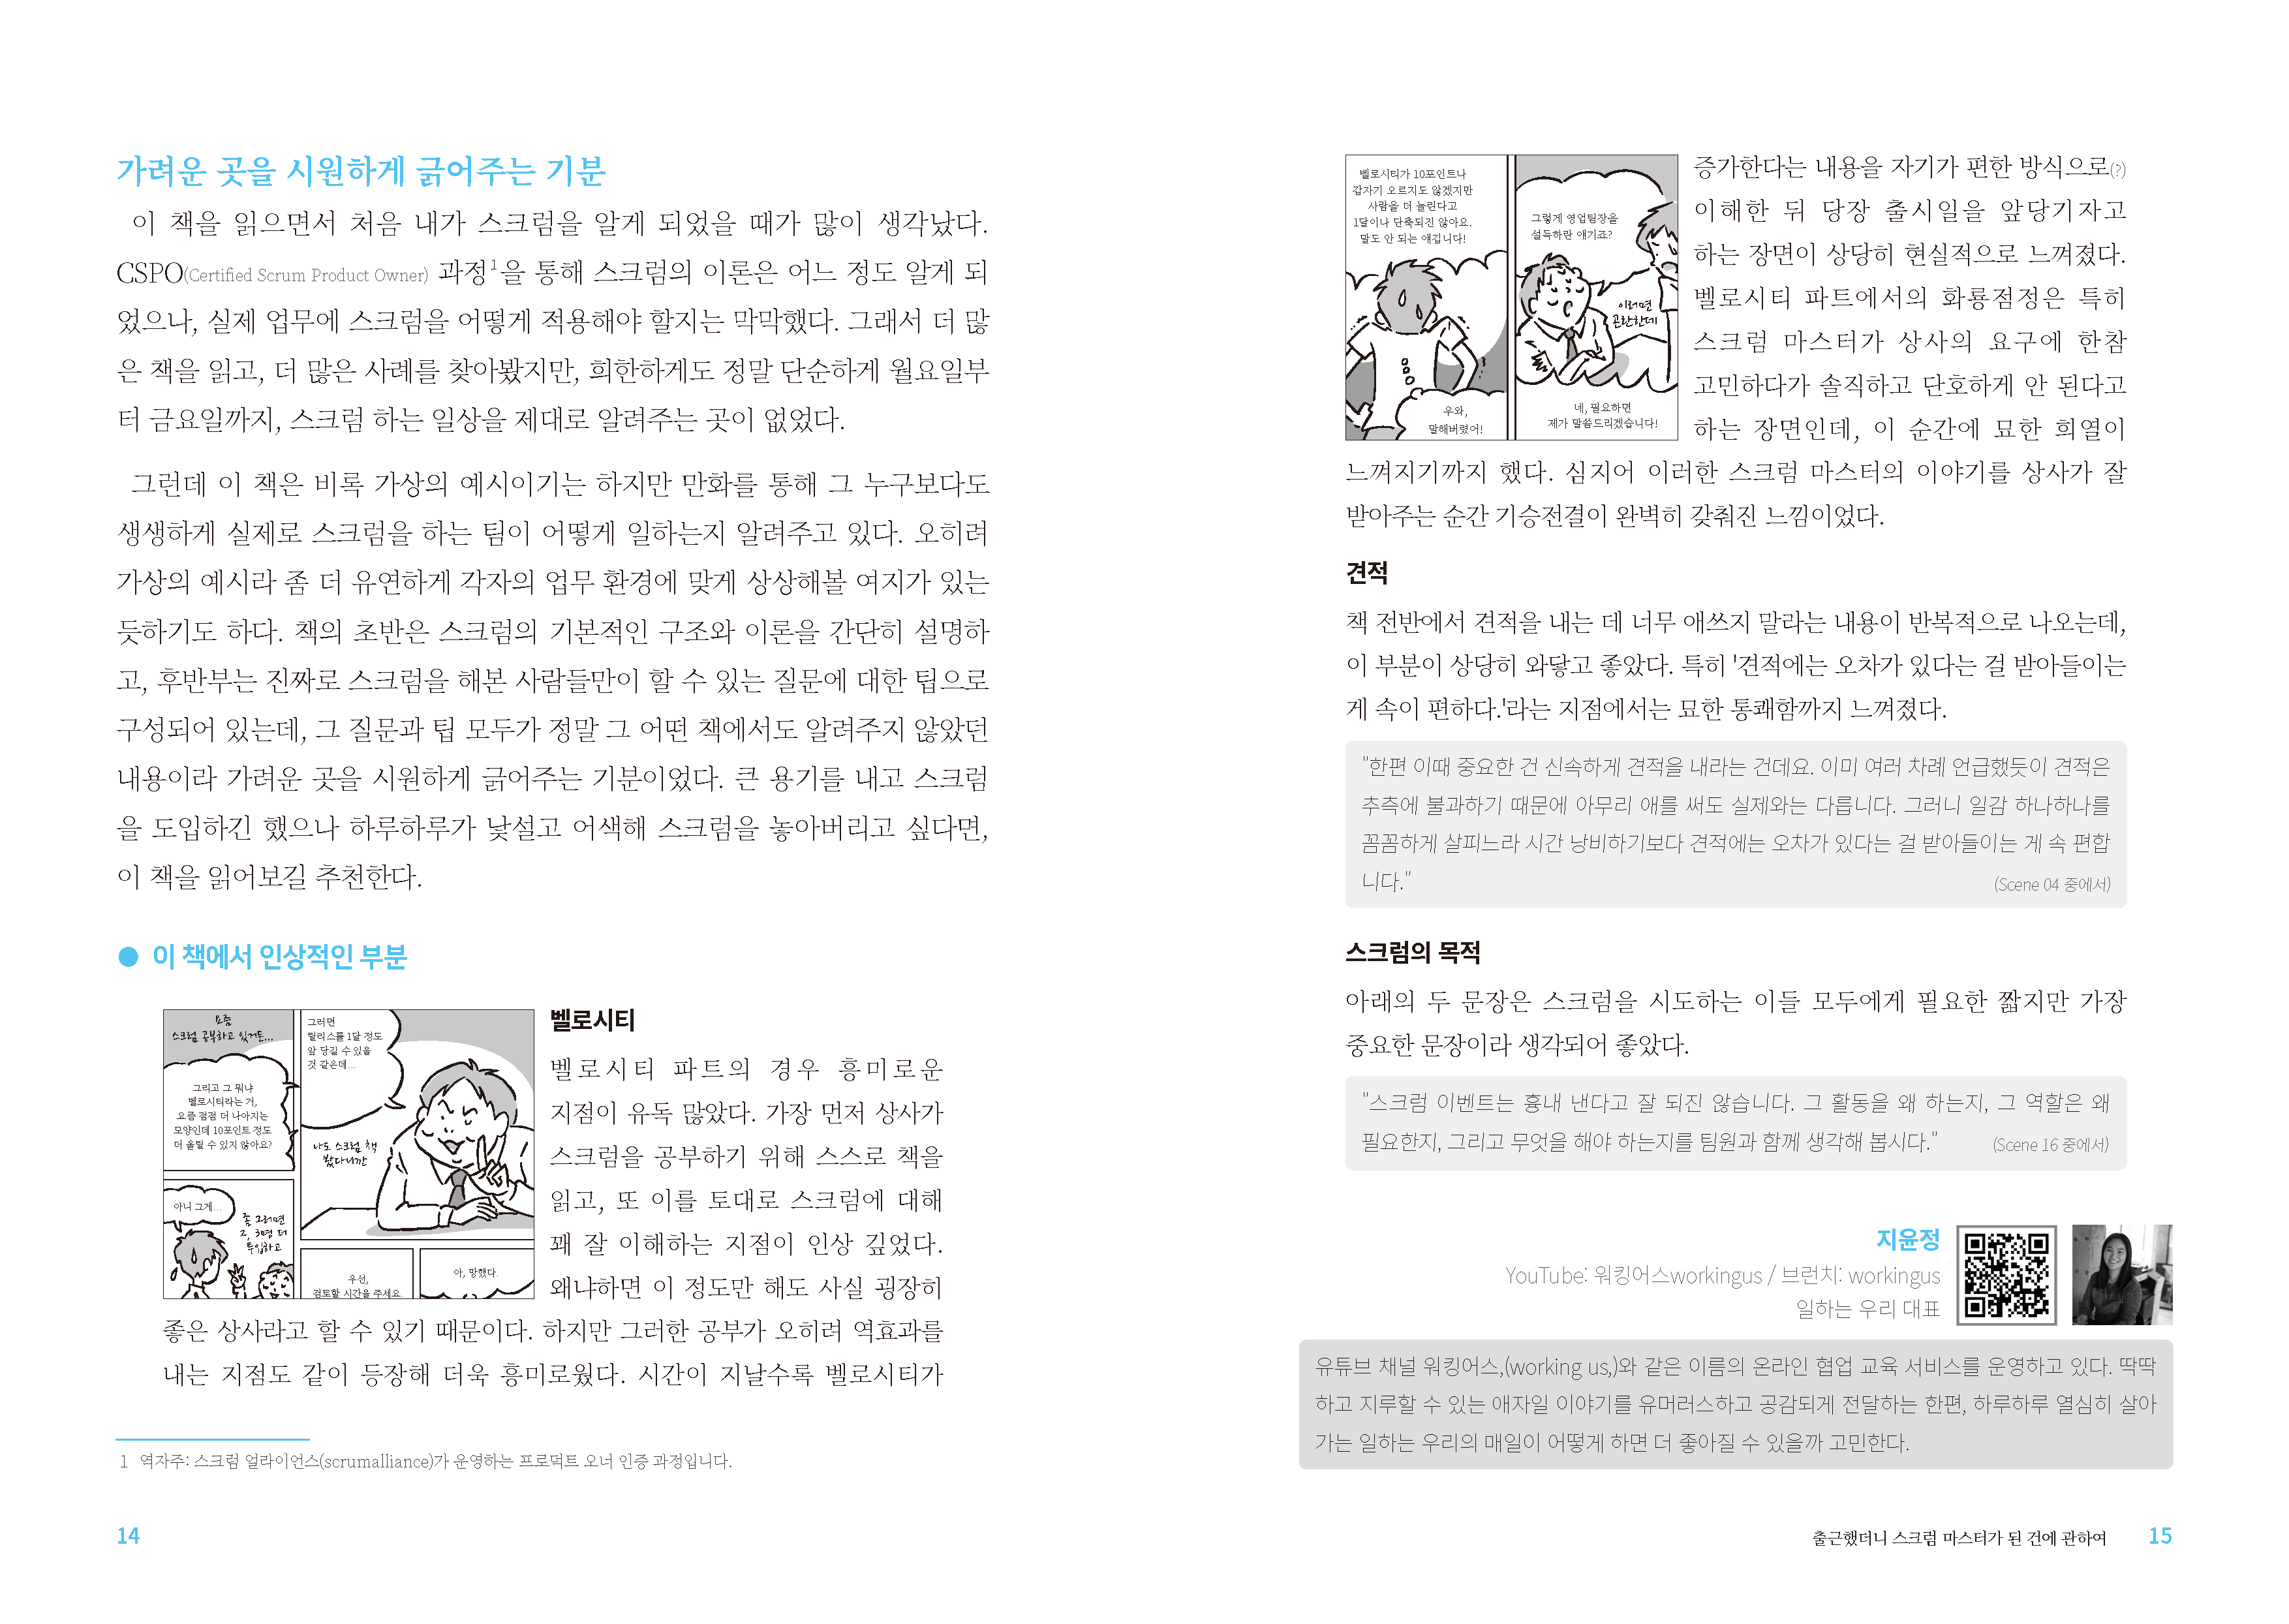 가려운 곳을 시원하게 긁어주는 기분
이 책을 읽으면서 처음 내가 스크럼을 알게 되었을 때가 많이 생각났다.
CSPO(Certified Scrum Product Owner) 과정1을 통해 스크럼의 이론은 어느 정도 알게 되
었으나, 실제 업무에 스크럼을 어떻게 적용해야 할지는 막막했다. 그래서 더 많
은 책을 읽고, 더 많은 사례를 찾아봤지만, 희한하게도 정말 단순하게 월요일부
터 금요일까지, 스크럼 하는 일상을 제대로 알려주는 곳이 없었다.
그런데 이 책은 비록 가상의 예시이기는 하지만 만화를 통해 그 누구보다도
생생하게 실제로 스크럼을 하는 팀이 어떻게 일하는지 알려주고 있다. 오히려
가상의 예시라 좀 더 유연하게 각자의 업무 환경에 맞게 상상해볼 여지가 있는
듯하기도 하다. 책의 초반은 스크럼의 기본적인 구조와 이론을 간단히 설명하
고, 후반부는 진짜로 스크럼을 해본 사람들만이 할 수 있는 질문에 대한 팁으로
구성되어 있는데, 그 질문과 팁 모두가 정말 그 어떤 책에서도 알려주지 않았던
내용이라 가려운 곳을 시원하게 긁어주는 기분이었다. 큰 용기를 내고 스크럼
을 도입하긴 했으나 하루하루가 낯설고 어색해 스크럼을 놓아버리고 싶다면,
이 책을 읽어보길 추천한다.
● 이 책에서 인상적인 부분
요즘
스크럼 공부하고 있거든...
그리고 그 뭐냐
벨로시티라는 거,
요즘 점점 더 나아지는
모양인데 10포인트 정도
더 올릴 수 있지 않아요?
그러면
릴리스를 1달 정도
앞 당길 수 있을
것 같은데...
나도 스크럼 책
봤다니깐
아니 그게...
좀 그러면
2, 3명 더
투입하고
우선,
검토할 시간을 주세요.
아, 망했다.
벨로시티
벨로시티 파트의 경우 흥미로운
지점이 유독 많았다. 가장 먼저 상사가
스크럼을 공부하기 위해 스스로 책을
읽고, 또 이를 토대로 스크럼에 대해
꽤 잘 이해하는 지점이 인상 깊었다.
왜냐하면 이 정도만 해도 사실 굉장히
좋은 상사라고 할 수 있기 때문이다. 하지만 그러한 공부가 오히려 역효과를
내는 지점도 같이 등장해 더욱 흥미로웠다. 시간이 지날수록 벨로시티가
1 역자주: 스크럼 얼라이언스(scrumalliance)가 운영하는 프로덕트 오너 인증 과정입니다.
14
벨로시티가 10포인트나
갑자기 오르지도 않겠지만
사람을 더 늘린다고
1달이나 단축되진 않아요.
말도 안 되는 얘깁니다!
우와,
말해버렸어!
그렇게 영업팀장을
설득하란 얘기죠?
이러면
곤란한데
네, 필요하면
제가 말씀드리겠습니다!
증가한다는 내용을 자기가 편한 방식으로(?)
이해한 뒤 당장 출시일을 앞당기자고
하는 장면이 상당히 현실적으로 느껴졌다.
벨로시티 파트에서의 화룡점정은 특히
스크럼 마스터가 상사의 요구에 한참
고민하다가 솔직하고 단호하게 안 된다고
하는 장면인데, 이 순간에 묘한 희열이
느껴지기까지 했다. 심지어 이러한 스크럼 마스터의 이야기를 상사가 잘
받아주는 순간 기승전결이 완벽히 갖춰진 느낌이었다.
견적
책 전반에서 견적을 내는 데 너무 애쓰지 말라는 내용이 반복적으로 나오는데,
이 부분이 상당히 와닿고 좋았다. 특히 '견적에는 오차가 있다는 걸 받아들이는
게 속이 편하다.'라는 지점에서는 묘한 통쾌함까지 느껴졌다.
"한편 이때 중요한 건 신속하게 견적을 내라는 건데요. 이미 여러 차례 언급했듯이 견적은
추측에 불과하기 때문에 아무리 애를 써도 실제와는 다릅니다. 그러니 일감 하나하나를
꼼꼼하게 살피느라 시간 낭비하기보다 견적에는 오차가 있다는 걸 받아들이는 게 속 편합
니다." (Scene 04 중에서)
스크럼의 목적
아래의 두 문장은 스크럼을 시도하는 이들 모두에게 필요한 짧지만 가장
중요한 문장이라 생각되어 좋았다.
"스크럼 이벤트는 흉내 낸다고 잘 되진 않습니다. 그 활동을 왜 하는지, 그 역할은 왜
필요한지, 그리고 무엇을 해야 하는지를 팀원과 함께 생각해 봅시다." (Scene 16 중에서)
지윤정
YouTube: 워킹어스workingus / 브런치: workingus
일하는 우리 대표
유튜브 채널 워킹어스,(working us,)와 같은 이름의 온라인 협업 교육 서비스를 운영하고 있다. 딱딱
하고 지루할 수 있는 애자일 이야기를 유머러스하고 공감되게 전달하는 한편, 하루하루 열심히 살아
가는 일하는 우리의 매일이 어떻게 하면 더 좋아질 수 있을까 고민한다.
출근했더니 스크럼 마스터가 된 건에 관하여 15